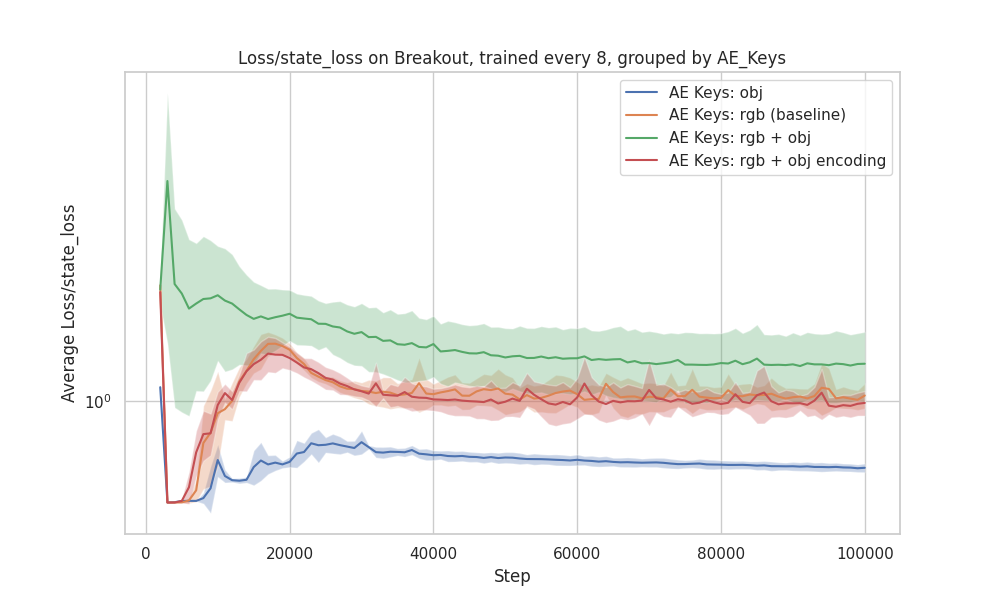 Loss/state_loss on Breakout, trained every 8, grouped by AE_Keys
AE Keys: obj
AE Keys: rgb (baseline)
AE Keys: rgb + obj
AE Keys: rgb + obj encoding
Average Loss/state_loss
10⁰
0 20000 40000 60000 80000 100000
Step